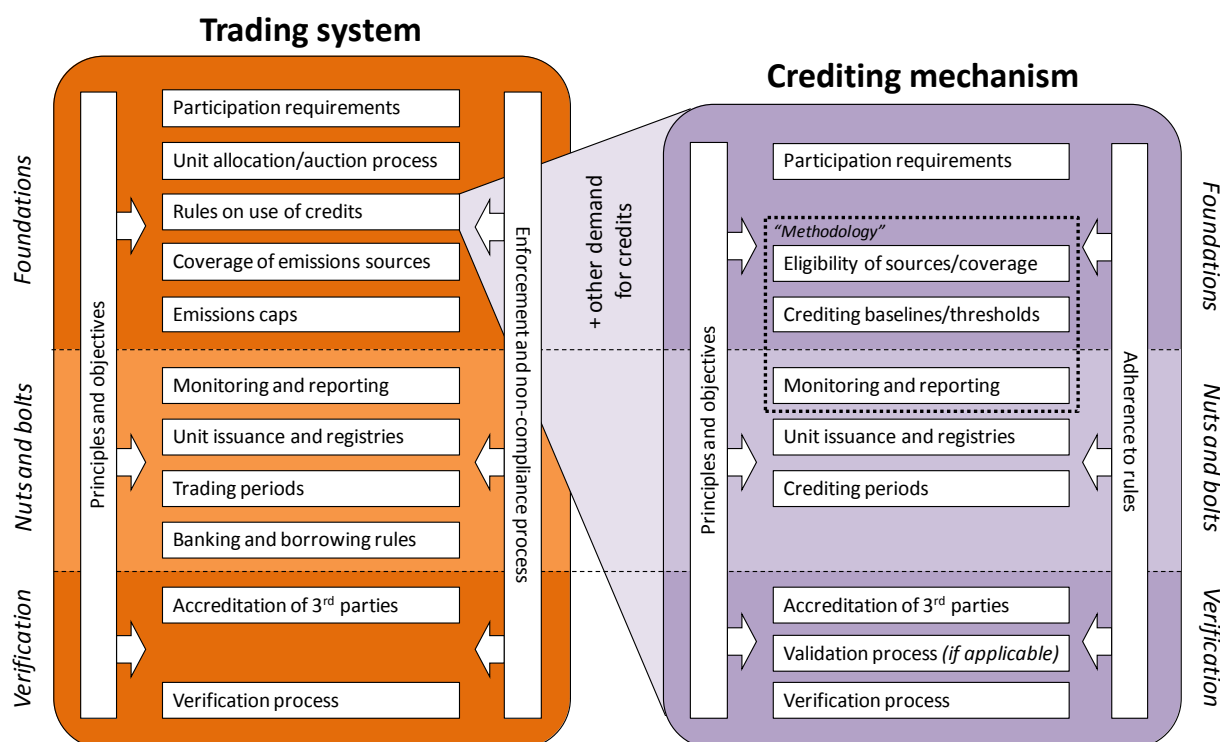 Trading system
Foundations
Nuts and bolts
Verification
Principles and objectives
Participation requirements
Unit allocation/auction process
Rules on use of credits
Coverage of emissions sources
Emissions caps
Monitoring and reporting
Unit issuance and registries
Trading periods
Banking and borrowing rules
Accreditation of 3rd parties
Verification process
Enforcement and non-compliance process
+ other demand
for credits
Crediting mechanism
Principles and objectives
Participation requirements
“Methodology”
Eligibility of sources/coverage
Crediting baselines/thresholds
Monitoring and reporting
Unit issuance and registries
Crediting periods
Accreditation of 3rd parties
Validation process (if applicable)
Verification process
Adherence to rules
Foundations
Nuts and bolts
Verification